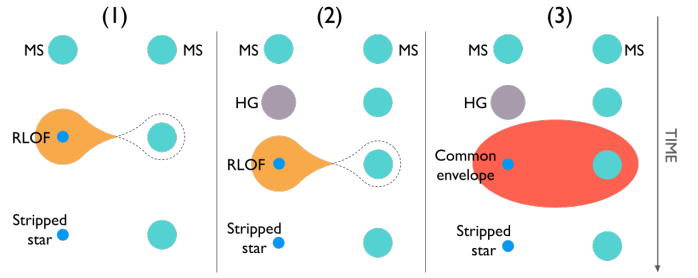 (1)
MS
MS
RLOF
Stripped
star
(2)
MS
MS
HG
RLOF
Stripped
star
(3)
MS
MS
HG
Common
envelope
Stripped
star
TIME